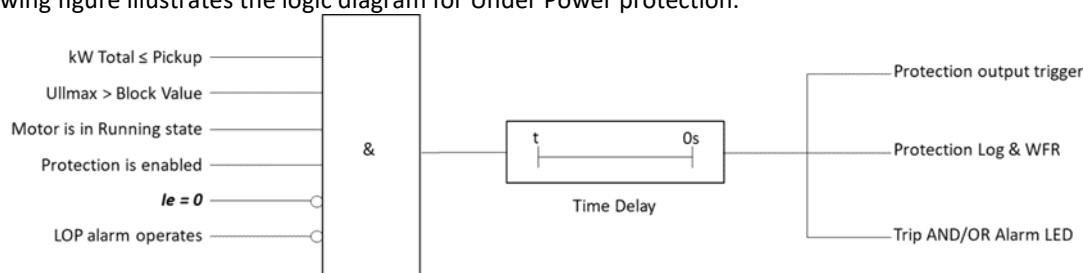 wing figure illustrates the logic diagram for Under Power protection.
kW Total ≤ Pickup
Ullmax > Block Value
Motor is in Running state
Protection is enabled
Ie = 0
LOP alarm operates
&
t 0s
Time Delay
Protection output trigger
Protection Log & WFR
Trip AND/OR Alarm LED